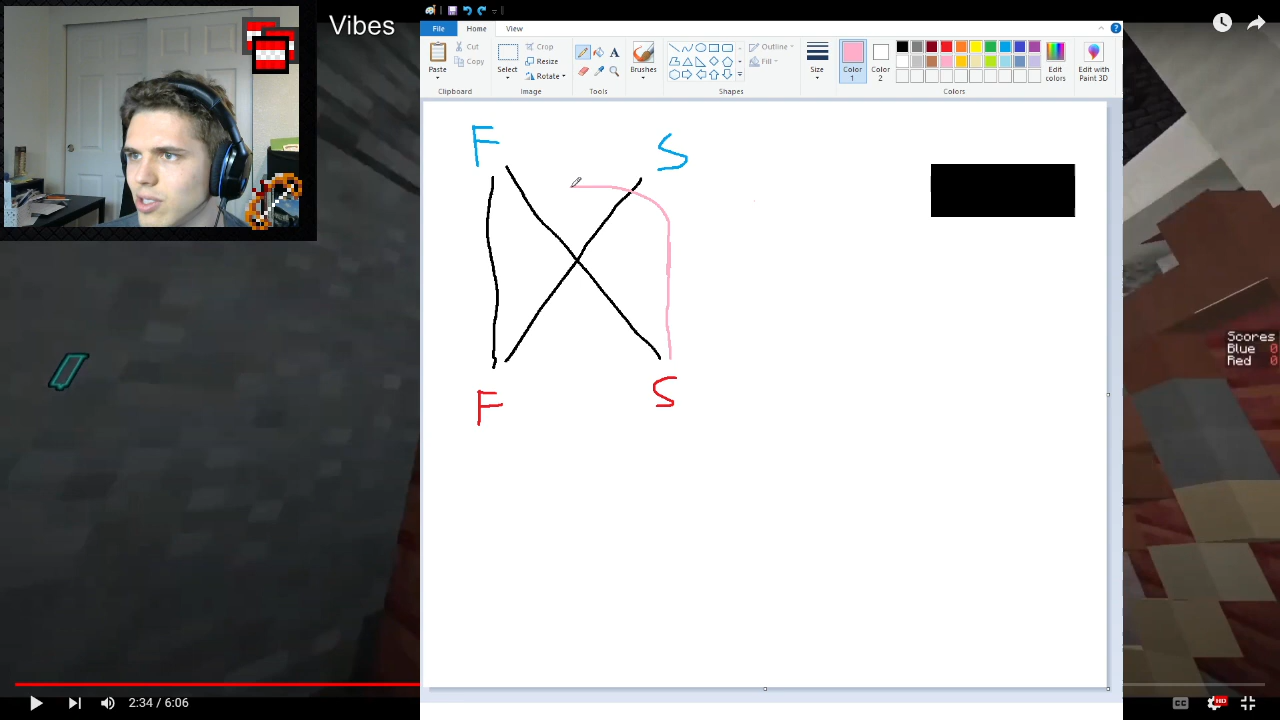 Vibes
File Home View
Paste
Cut
Copy
Clipboard
Select
Crop
Resize
Rotate
Image
A
Tools
Brushes
Shapes
Outline
Fill
Size
Color 1
Color 2
Edit colors
Edit with Paint 3D
Colors
F S
F S
Scores
Blue 0
Red 0
2:34 / 6:06
CC
HD